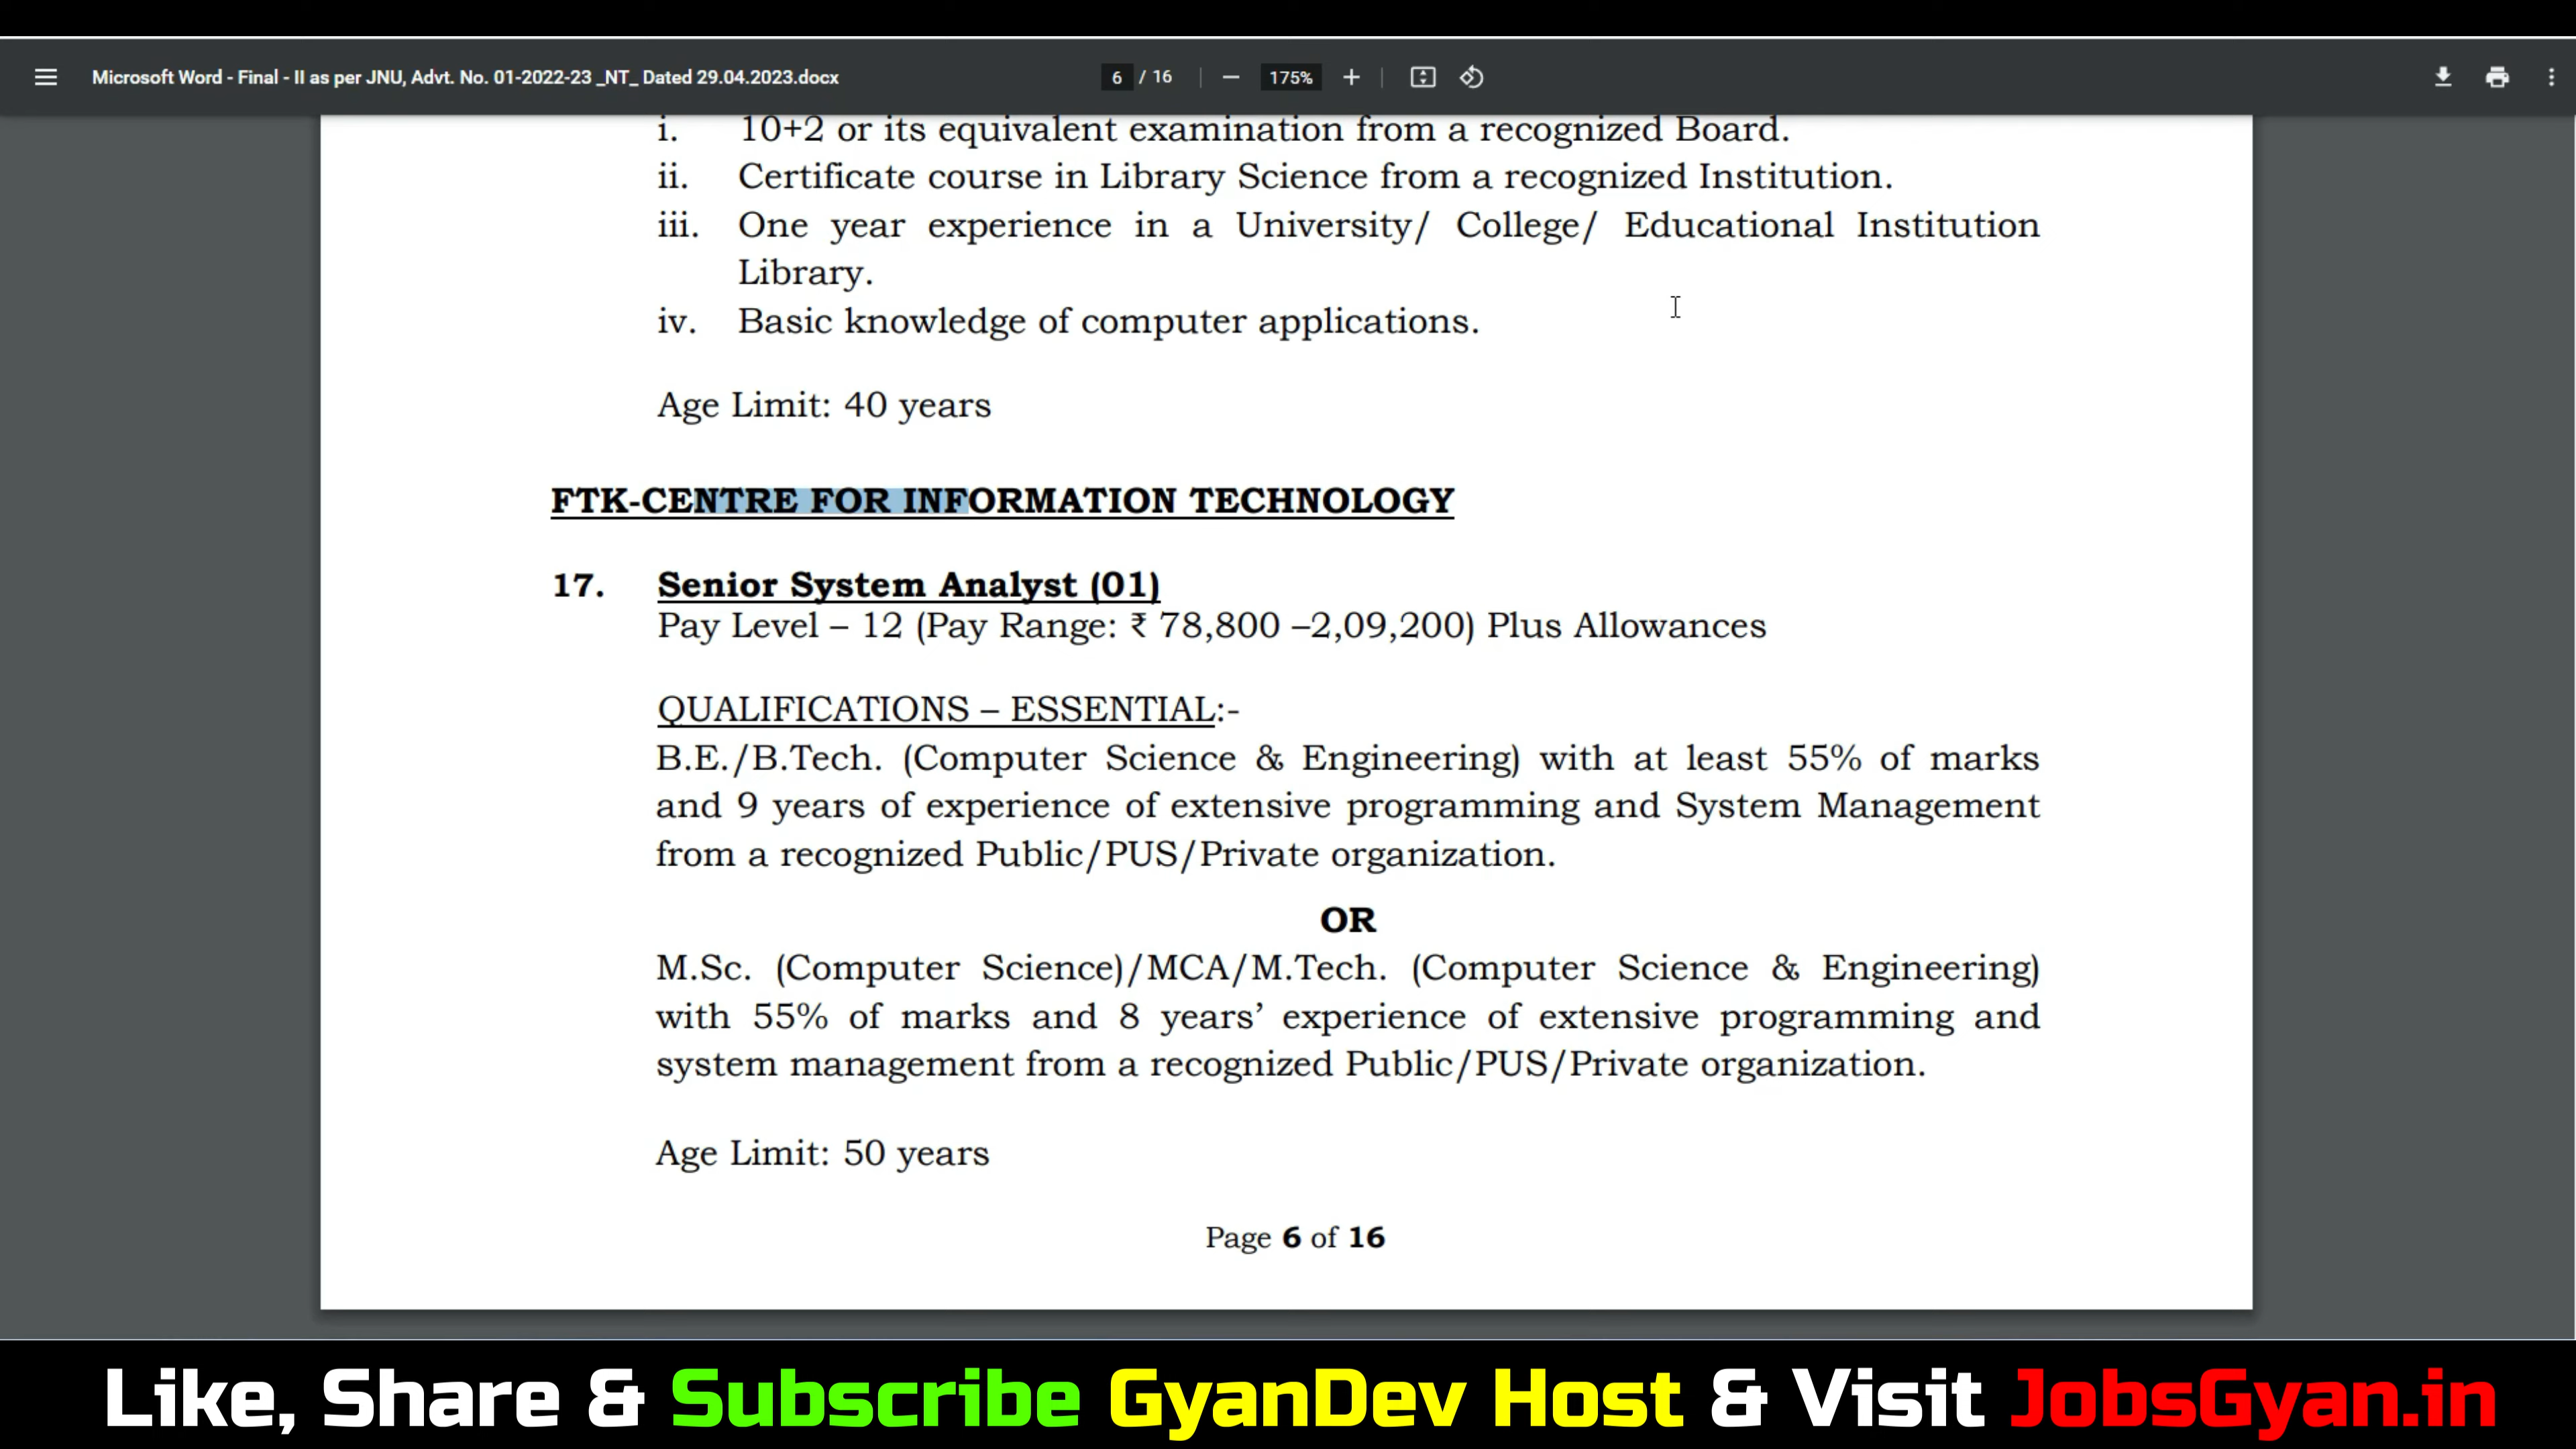 Microsoft Word - Final - II as per JNU, Advt. No. 01-2022-23 _NT_ Dated 29.04.2023.docx
6 / 16
175%
i. 10+2 or its equivalent examination from a recognized Board.
ii. Certificate course in Library Science from a recognized Institution.
iii. One year experience in a University/ College/ Educational Institution
Library.
iv. Basic knowledge of computer applications.
Age Limit: 40 years
FTK-CENTRE FOR INFORMATION TECHNOLOGY
17. Senior System Analyst (01)
Pay Level – 12 (Pay Range: ₹ 78,800 –2,09,200) Plus Allowances
QUALIFICATIONS – ESSENTIAL:-
B.E./B.Tech. (Computer Science & Engineering) with at least 55% of marks
and 9 years of experience of extensive programming and System Management
from a recognized Public/PUS/Private organization.
OR
M.Sc. (Computer Science)/MCA/M.Tech. (Computer Science & Engineering)
with 55% of marks and 8 years’ experience of extensive programming and
system management from a recognized Public/PUS/Private organization.
Age Limit: 50 years
Page 6 of 16
Like, Share & Subscribe GyanDev Host & Visit JobsGyan.in